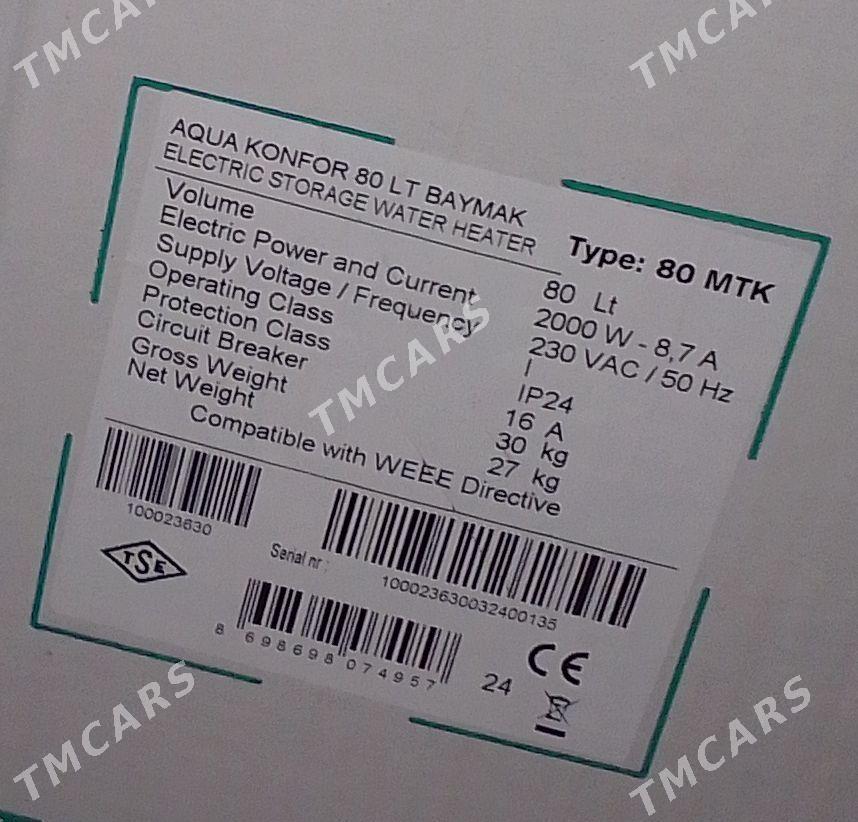 TMCARS
TMCARS
AQUA KONFOR 80 LT BAYMAK
ELECTRIC STORAGE WATER HEATER
Type: 80 MTK
Volume 80 Lt
Electric Power and Current 2000 W - 8,7 A
Supply Voltage / Frequency 230 VAC / 50 Hz
Operating Class I
Protection Class IP24
Circuit Breaker 16 A
Gross Weight 30 kg
Net Weight 27 kg
Compatible with WEEE Directive
TMCARS
100023630
TSE
Serial nr :
100023630032400135
8 698698 074957
24
CE
TMCARS
TMCARS